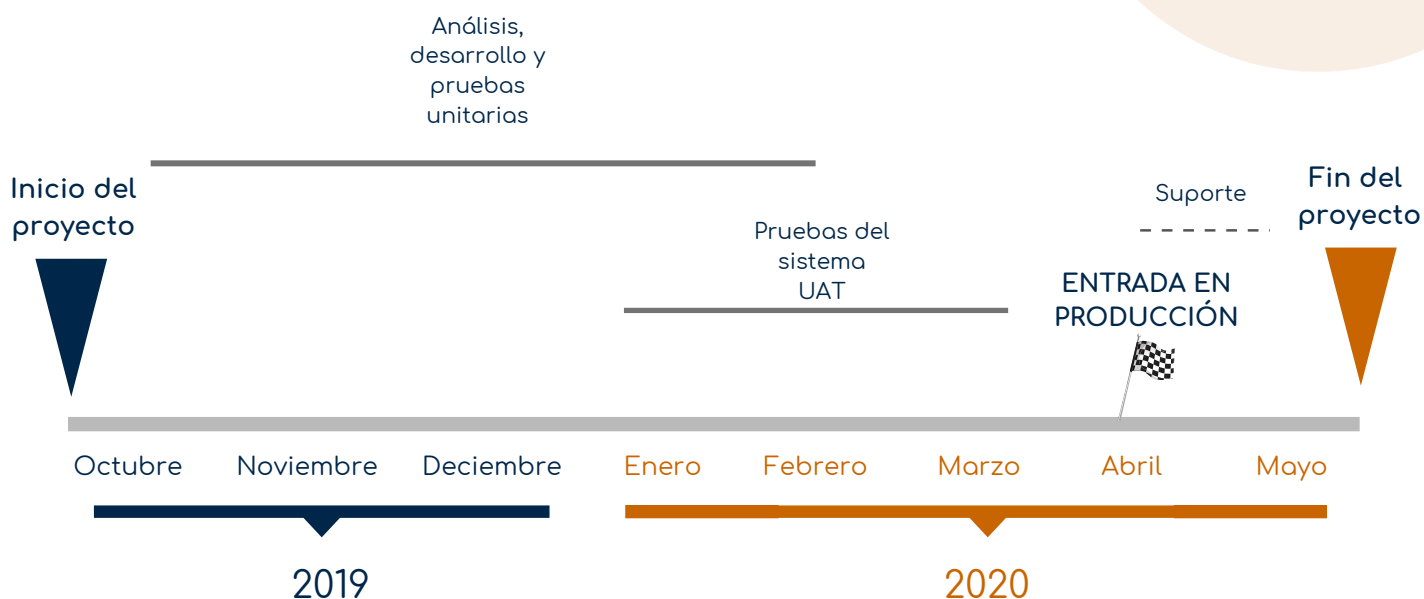 Análisis,
desarrollo y
pruebas
unitarias
Inicio del
proyecto
Pruebas del
sistema
UAT
Suporte
Fin del
proyecto
ENTRADA EN
PRODUCCIÓN
Octubre
Noviembre
Deciembre
Enero
Febrero
Marzo
Abril
Mayo
2019
2020